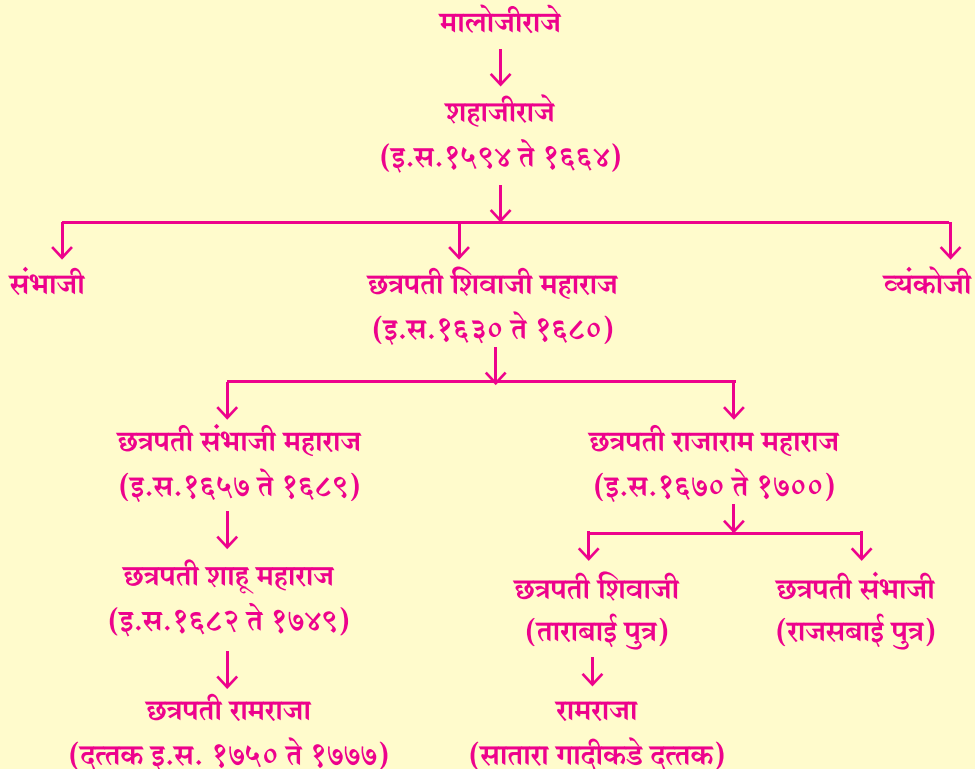 मालोजीराजे
शहाजीराजे
(इ.स.१५९४ ते १६६४)
संभाजी
छत्रपती शिवाजी महाराज
(इ.स.१६३० ते १६८०)
व्यंकोजी
छत्रपती संभाजी महाराज
(इ.स.१६५७ ते १६८९)
छत्रपती राजाराम महाराज
(इ.स.१६७० ते १७००)
छत्रपती शाहू महाराज
(इ.स.१६८२ ते १७४९)
छत्रपती शिवाजी
(ताराबाई पुत्र)
छत्रपती संभाजी
(राजसबाई पुत्र)
छत्रपती रामराजा
(दत्तक इ.स. १७५० ते १७७७)
रामराजा
(सातारा गादीकडे दत्तक)